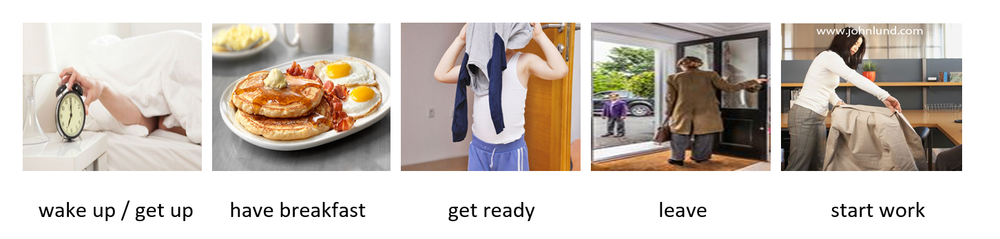 www.johnlund.com
wake up / get up
have breakfast
get ready
leave
start work